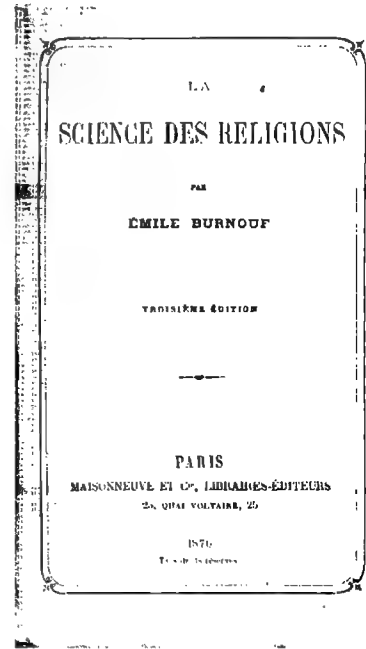 LA
SCIENCE DES RELIGIONS
PAR
ÉMILE BURNOUF
TROISIÈME ÉDITION
PARIS
MAISONNEUVE ET Cie, LIBRAIRES-ÉDITEURS
25, QUAI VOLTAIRE, 25
1876